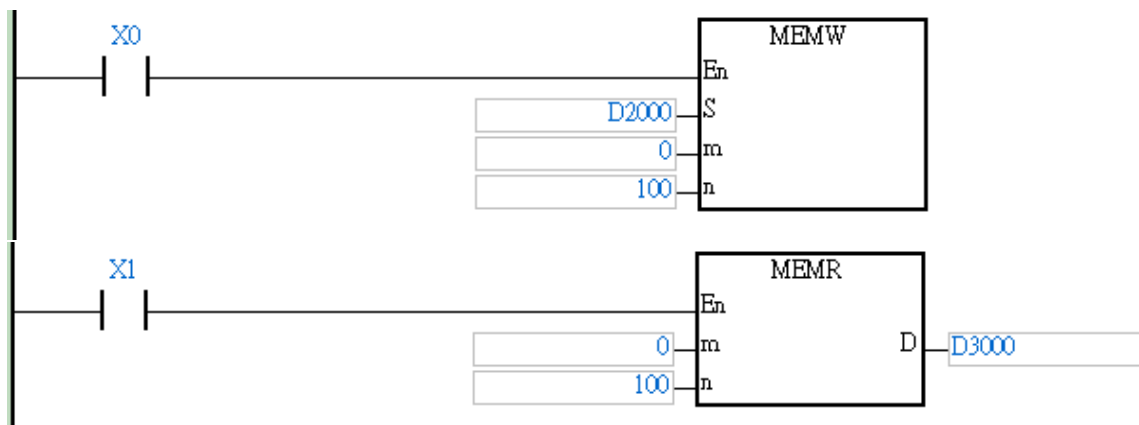 X0
MEMW
En
D2000 S
0 m
100 n
X1
MEMR
En
0 m D D3000
100 n